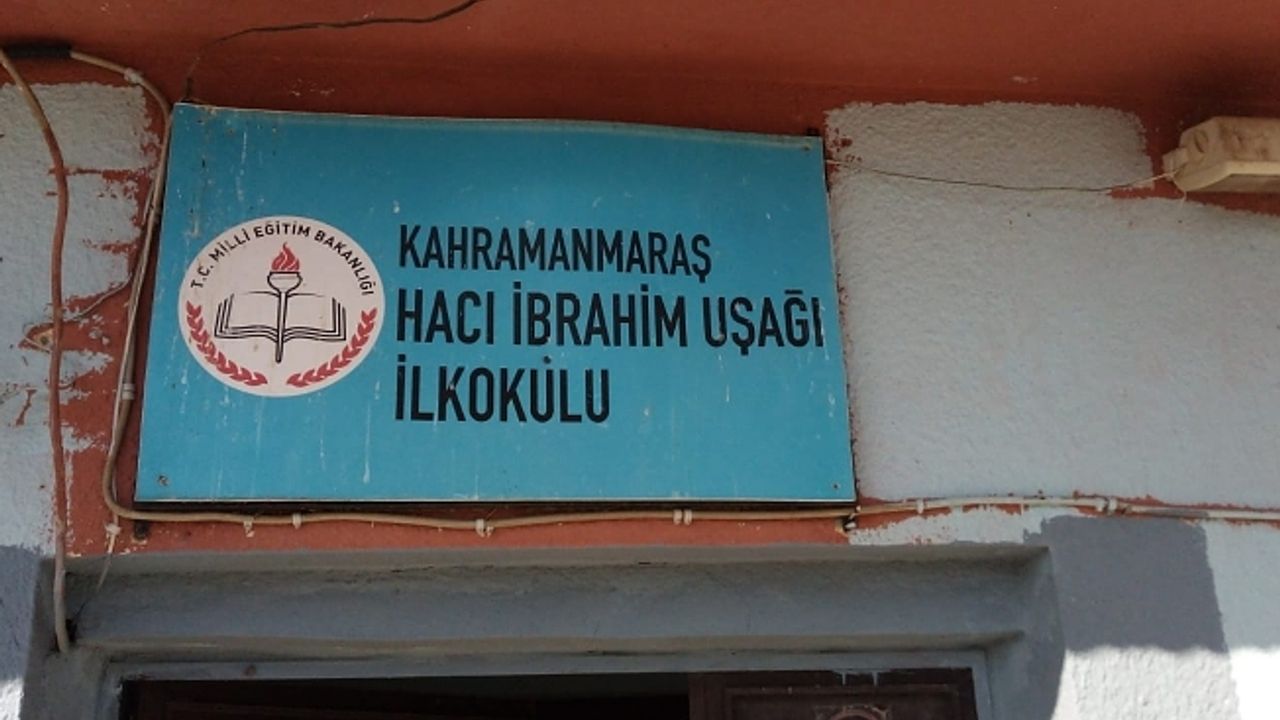 T.C. MİLLİ EĞİTİM BAKANLIĞI
KAHRAMANMARAŞ
HACI İBRAHİM UŞAĞI
İLKOKULU